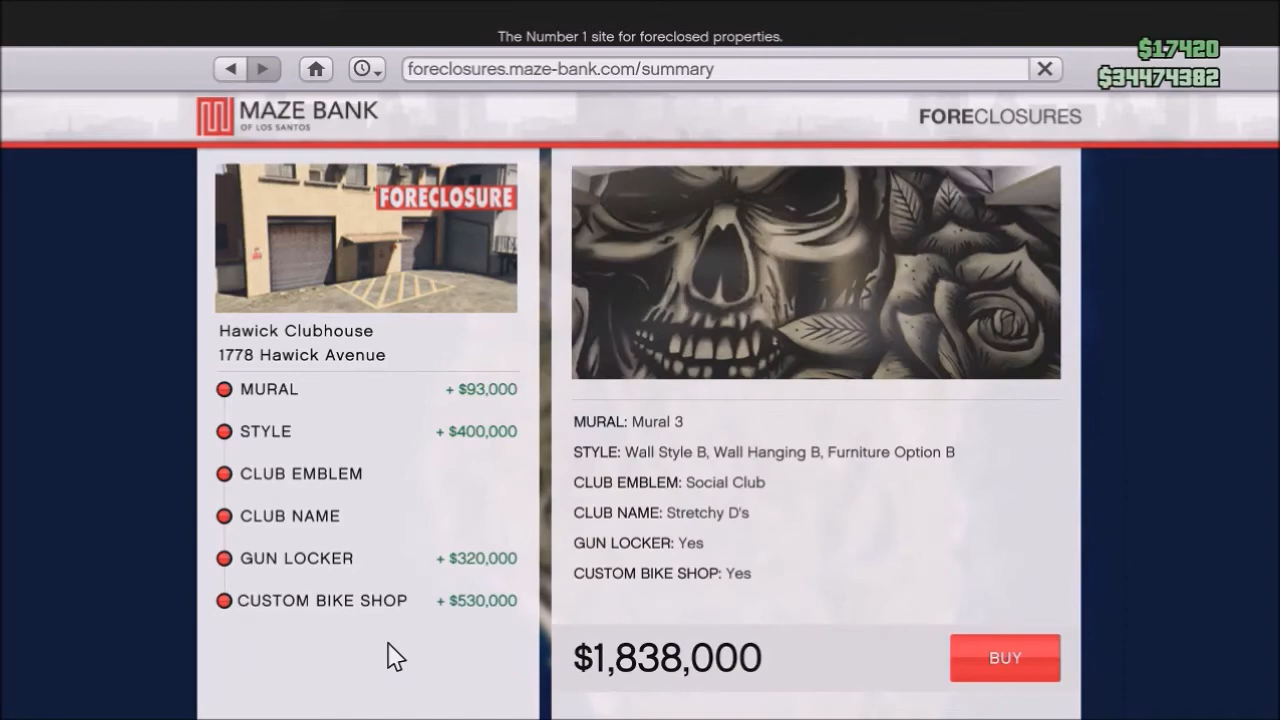 The Number 1 site for foreclosed properties.
$17420
foreclosures.maze-bank.com/summary
$34474382
MAZE BANK
OF LOS SANTOS
FORECLOSURES
FORECLOSURE
Hawick Clubhouse
1778 Hawick Avenue
MURAL + $93,000
STYLE + $400,000
CLUB EMBLEM
CLUB NAME
GUN LOCKER + $320,000
CUSTOM BIKE SHOP + $530,000
MURAL: Mural 3
STYLE: Wall Style B, Wall Hanging B, Furniture Option B
CLUB EMBLEM: Social Club
CLUB NAME: Stretchy D's
GUN LOCKER: Yes
CUSTOM BIKE SHOP: Yes
$1,838,000
BUY